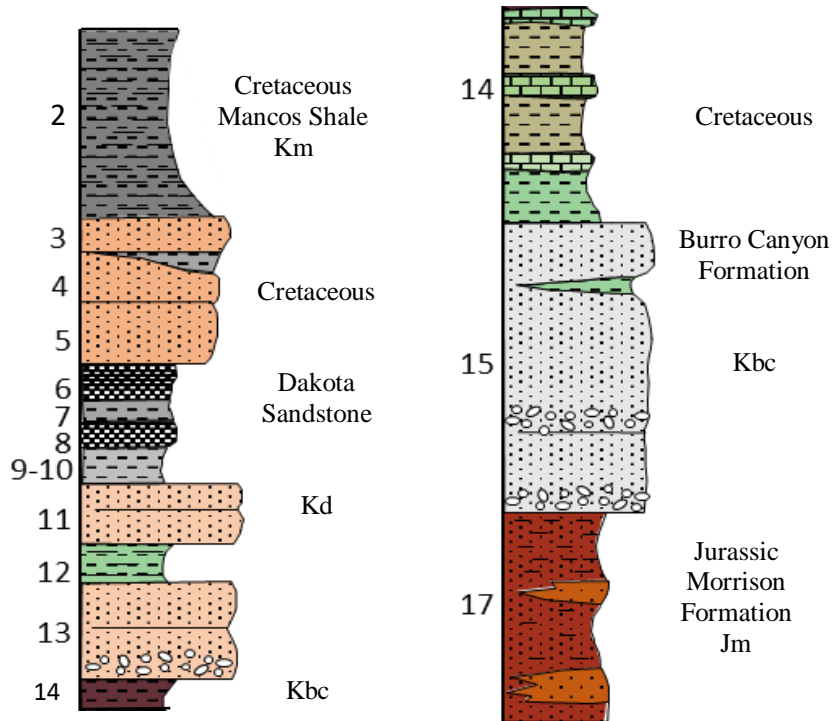 2
Cretaceous
Mancos Shale
Km
3
4
Cretaceous
5
6
Dakota
Sandstone
7
8
9-10
Kd
11
12
13
14
Kbc
14
Cretaceous
Burro Canyon
Formation
15
Kbc
17
Jurassic
Morrison
Formation
Jm